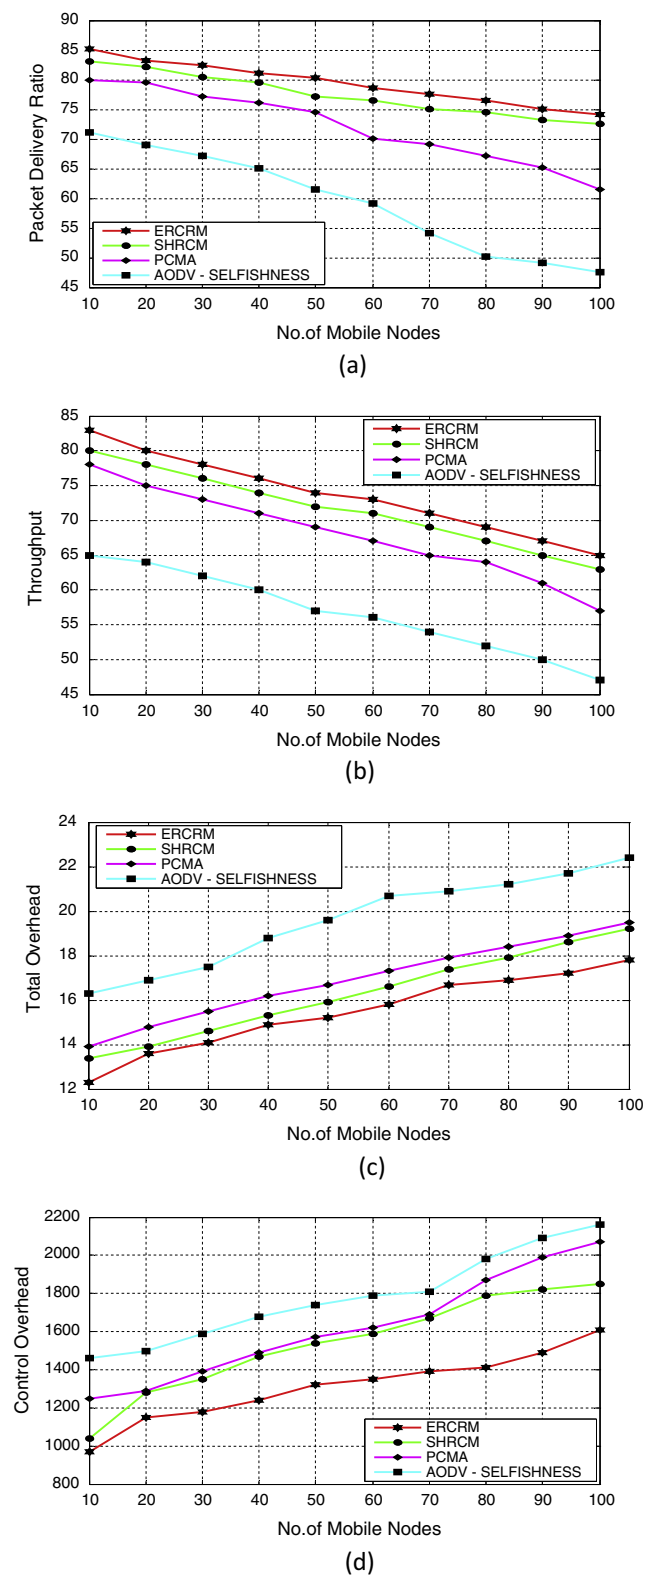 90
85
80
75
70
65
60
55
50
45
Packet Delivery Ratio
ERCRM
SHRCM
PCMA
AODV - SELFISHNESS
10 20 30 40 50 60 70 80 90 100
No.of Mobile Nodes
(a)
85
80
75
70
65
60
55
50
45
Throughput
ERCRM
SHRCM
PCMA
AODV - SELFISHNESS
10 20 30 40 50 60 70 80 90 100
No.of Mobile Nodes
(b)
24
22
20
18
16
14
12
Total Overhead
ERCRM
SHRCM
PCMA
AODV - SELFISHNESS
10 20 30 40 50 60 70 80 90 100
No.of Mobile Nodes
(c)
2200
2000
1800
1600
1400
1200
1000
800
Control Overhead
ERCRM
SHRCM
PCMA
AODV - SELFISHNESS
10 20 30 40 50 60 70 80 90 100
No.of Mobile Nodes
(d)